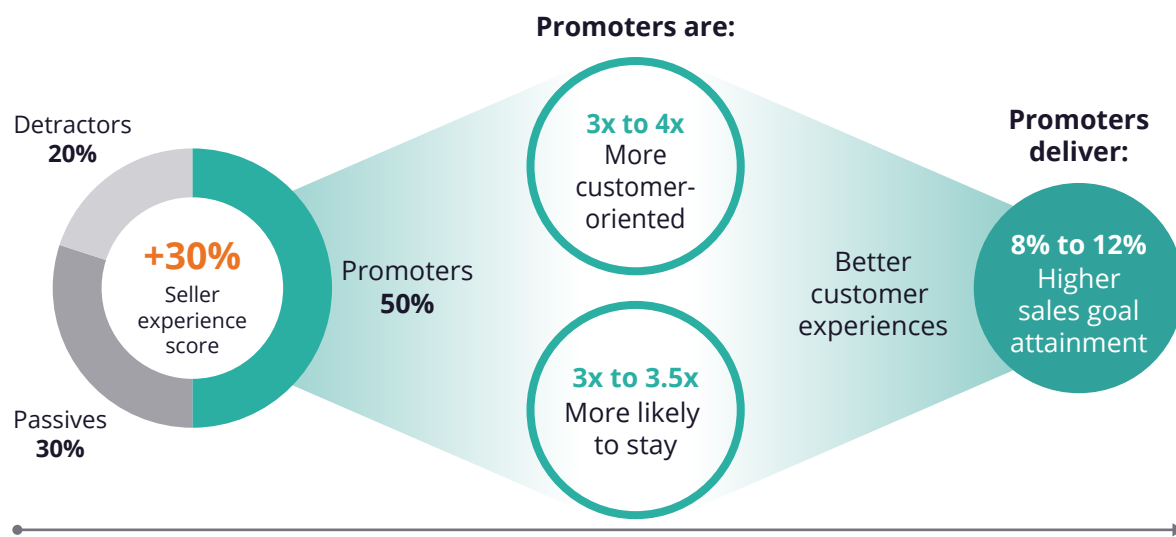 Promoters are:
Detractors
20%
+30%
Seller
experience
score
Passives
30%
Promoters
50%
3x to 4x
More
customer-
oriented
3x to 3.5x
More likely
to stay
Better
customer
experiences
Promoters
deliver:
8% to 12%
Higher
sales goal
attainment